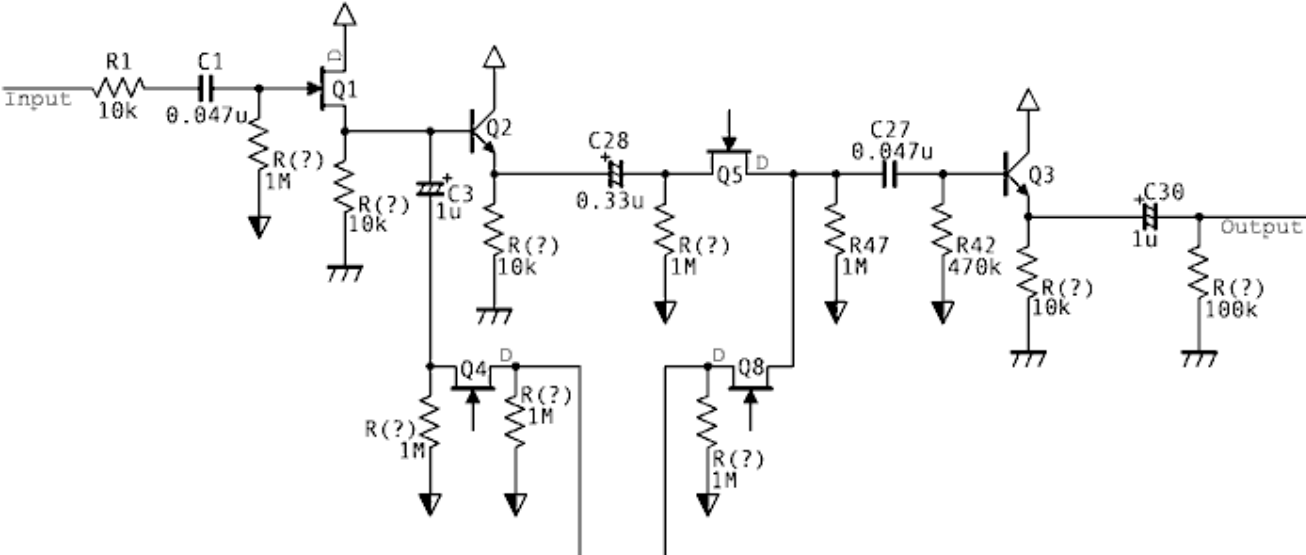 Input
R1
10k
C1
0.047u
R(?)
1M
D
Q1
R(?)
10k
C3
+
1u
Q2
R(?)
10k
C28
+
0.33u
R(?)
1M
Q5
D
R47
1M
C27
0.047u
R42
470k
Q3
R(?)
10k
C30
+
1u
R(?)
100k
Output
R(?)
1M
Q4
D
R(?)
1M
D
Q8
R(?)
1M